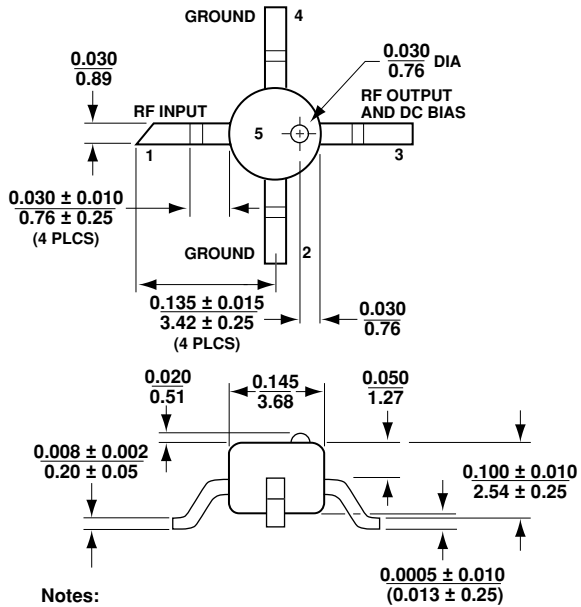 GROUND 4
0.030
0.89
0.030 DIA
0.76
RF INPUT
RF OUTPUT
AND DC BIAS
5
1
3
0.030 ± 0.010
0.76 ± 0.25
(4 PLCS)
GROUND 2
0.135 ± 0.015
3.42 ± 0.25
(4 PLCS)
0.030
0.76
0.020
0.51
0.145
3.68
0.050
1.27
0.008 ± 0.002
0.20 ± 0.05
0.100 ± 0.010
2.54 ± 0.25
0.0005 ± 0.010
(0.013 ± 0.25)
Notes: